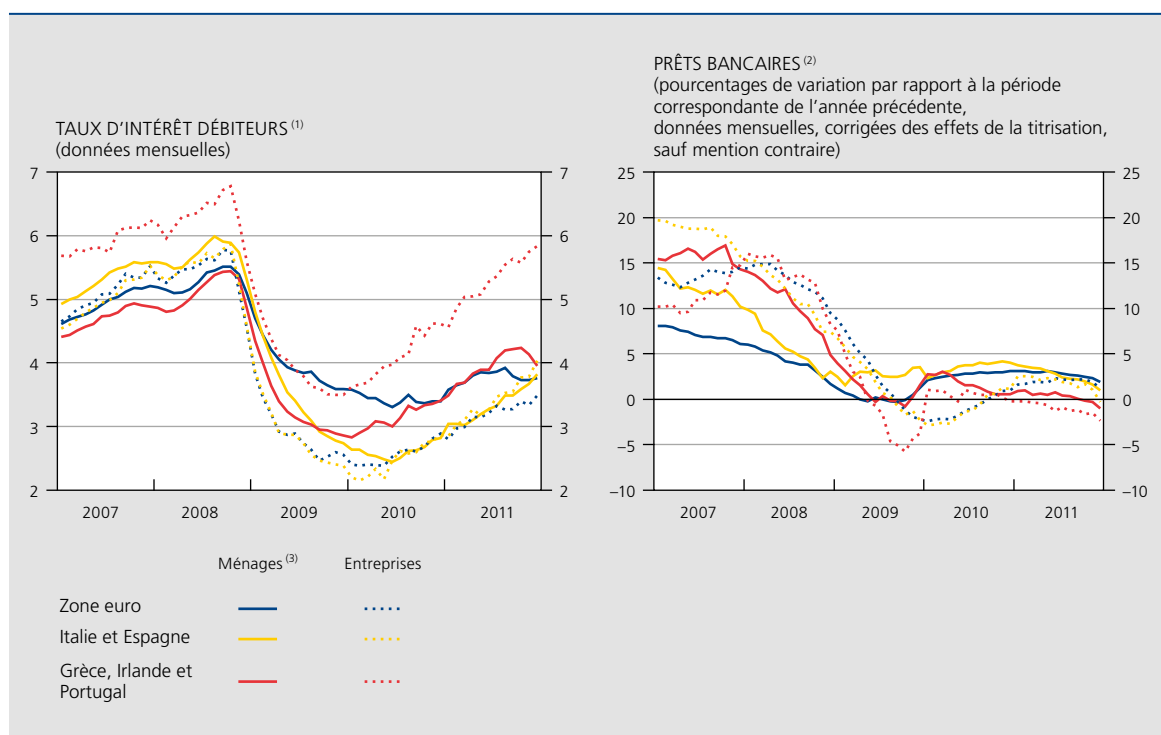 TAUX D'INTÉRÊT DÉBITEURS (1)
(données mensuelles)
7
6
5
4
3
2
7
6
5
4
3
2
2007 2008 2009 2010 2011
PRÊTS BANCAIRES (2)
(pourcentages de variation par rapport à la période
correspondante de l'année précédente,
données mensuelles, corrigées des effets de la titrisation,
sauf mention contraire)
25
20
15
10
5
0
−5
−10
25
20
15
10
5
0
−5
−10
2007 2008 2009 2010 2011
Ménages (3) Entreprises
Zone euro
Italie et Espagne
Grèce, Irlande et
Portugal